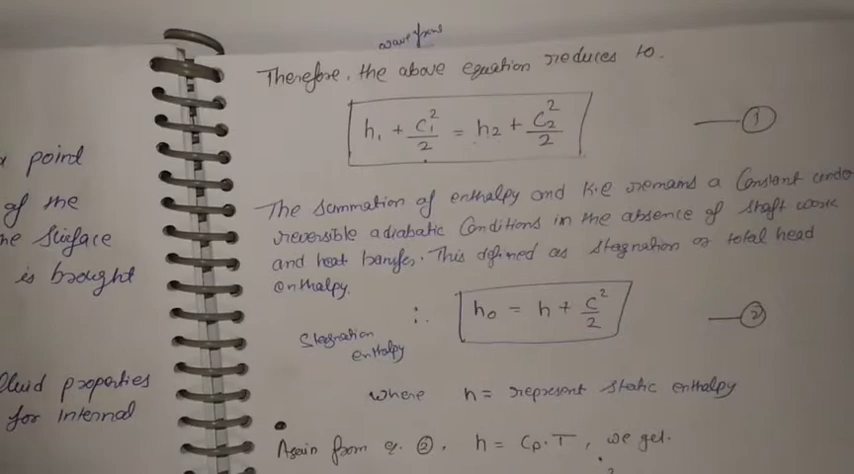 x point
of the
he Surface
is brought
fluid properties
for internal
Therefore, the above equation reduces to.
h₁ + C₁²/2 = h₂ + C₂²/2 —①
The Summation of enthalpy and K.e remains a Constant under
reversible adiabatic Conditions in the absence of Shaft work
and heat transfer. This defined as stagnation or total head
enthalpy.
∴ h₀ = h + C²/2 —②
Stagnation
enthalpy
where h = represent Static enthalpy
Again from eq. ②. h = Cp.T, we get.